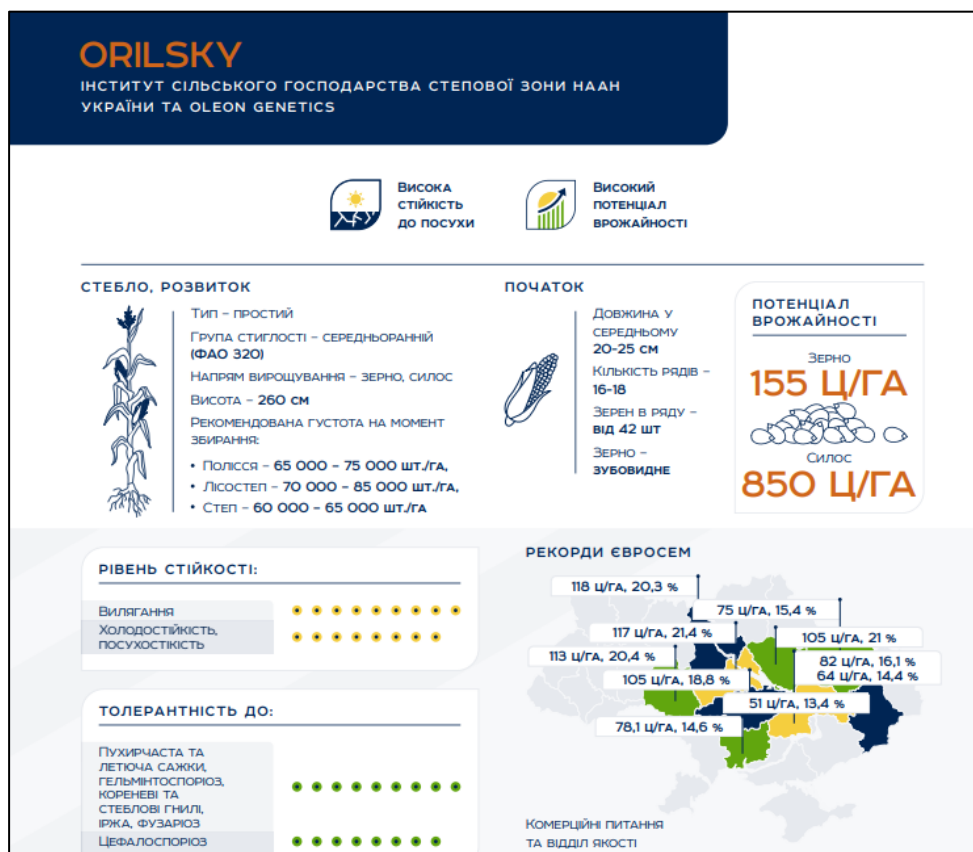 ORILSKY
ІНСТИТУТ СІЛЬСЬКОГО ГОСПОДАРСТВА СТЕПОВОЇ ЗОНИ НААН
УКРАЇНИ ТА OLEON GENETICS
ВИСОКА
СТІЙКІСТЬ
ДО ПОСУХИ
ВИСОКИЙ
ПОТЕНЦІАЛ
ВРОЖАЙНОСТІ
СТЕБЛО, РОЗВИТОК
ТИП – ПРОСТИЙ
ГРУПА СТИГЛОСТІ – СЕРЕДНЬОРАННІЙ
(ФАО 320)
НАПРЯМ ВИРОЩУВАННЯ – ЗЕРНО, СИЛОС
ВИСОТА – 260 СМ
РЕКОМЕНДОВАНА ГУСТОТА НА МОМЕНТ
ЗБИРАННЯ:
• ПОЛІССЯ – 65 000 – 75 000 ШТ./ГА,
• ЛІСОСТЕП – 70 000 – 85 000 ШТ./ГА,
• СТЕП – 60 000 – 65 000 ШТ./ГА
ПОЧАТОК
ДОВЖИНА У
СЕРЕДНЬОМУ
20-25 СМ
КІЛЬКІСТЬ РЯДІВ –
16-18
ЗЕРЕН В РЯДУ –
ВІД 42 ШТ
ЗЕРНО –
ЗУБОВИДНЕ
ПОТЕНЦІАЛ
ВРОЖАЙНОСТІ
ЗЕРНО
155 Ц/ГА
СИЛОС
850 Ц/ГА
РІВЕНЬ СТІЙКОСТІ:
ВИЛЯГАННЯ
ХОЛОДОСТІЙКІСТЬ,
ПОСУХОСТІКІСТЬ
ТОЛЕРАНТНІСТЬ ДО:
ПУХИРЧАСТА ТА
ЛЕТЮЧА САЖКИ,
ГЕЛЬМІНТОСПОРІОЗ,
КОРЕНЕВІ ТА
СТЕБЛОВІ ГНИЛІ,
ІРЖА, ФУЗАРІОЗ
ЦЕФАЛОСПОРІОЗ
РЕКОРДИ ЄВРОСЕМ
118 Ц/ГА, 20,3 %
75 Ц/ГА, 15,4 %
117 Ц/ГА, 21,4 %
105 Ц/ГА, 21 %
113 Ц/ГА, 20,4 %
82 Ц/ГА, 16,1 %
64 Ц/ГА, 14,4 %
105 Ц/ГА, 18,8 %
51 Ц/ГА, 13,4 %
78,1 Ц/ГА, 14,6 %
КОМЕРЦІЙНІ ПИТАННЯ
ТА ВІДДІЛ ЯКОСТІ